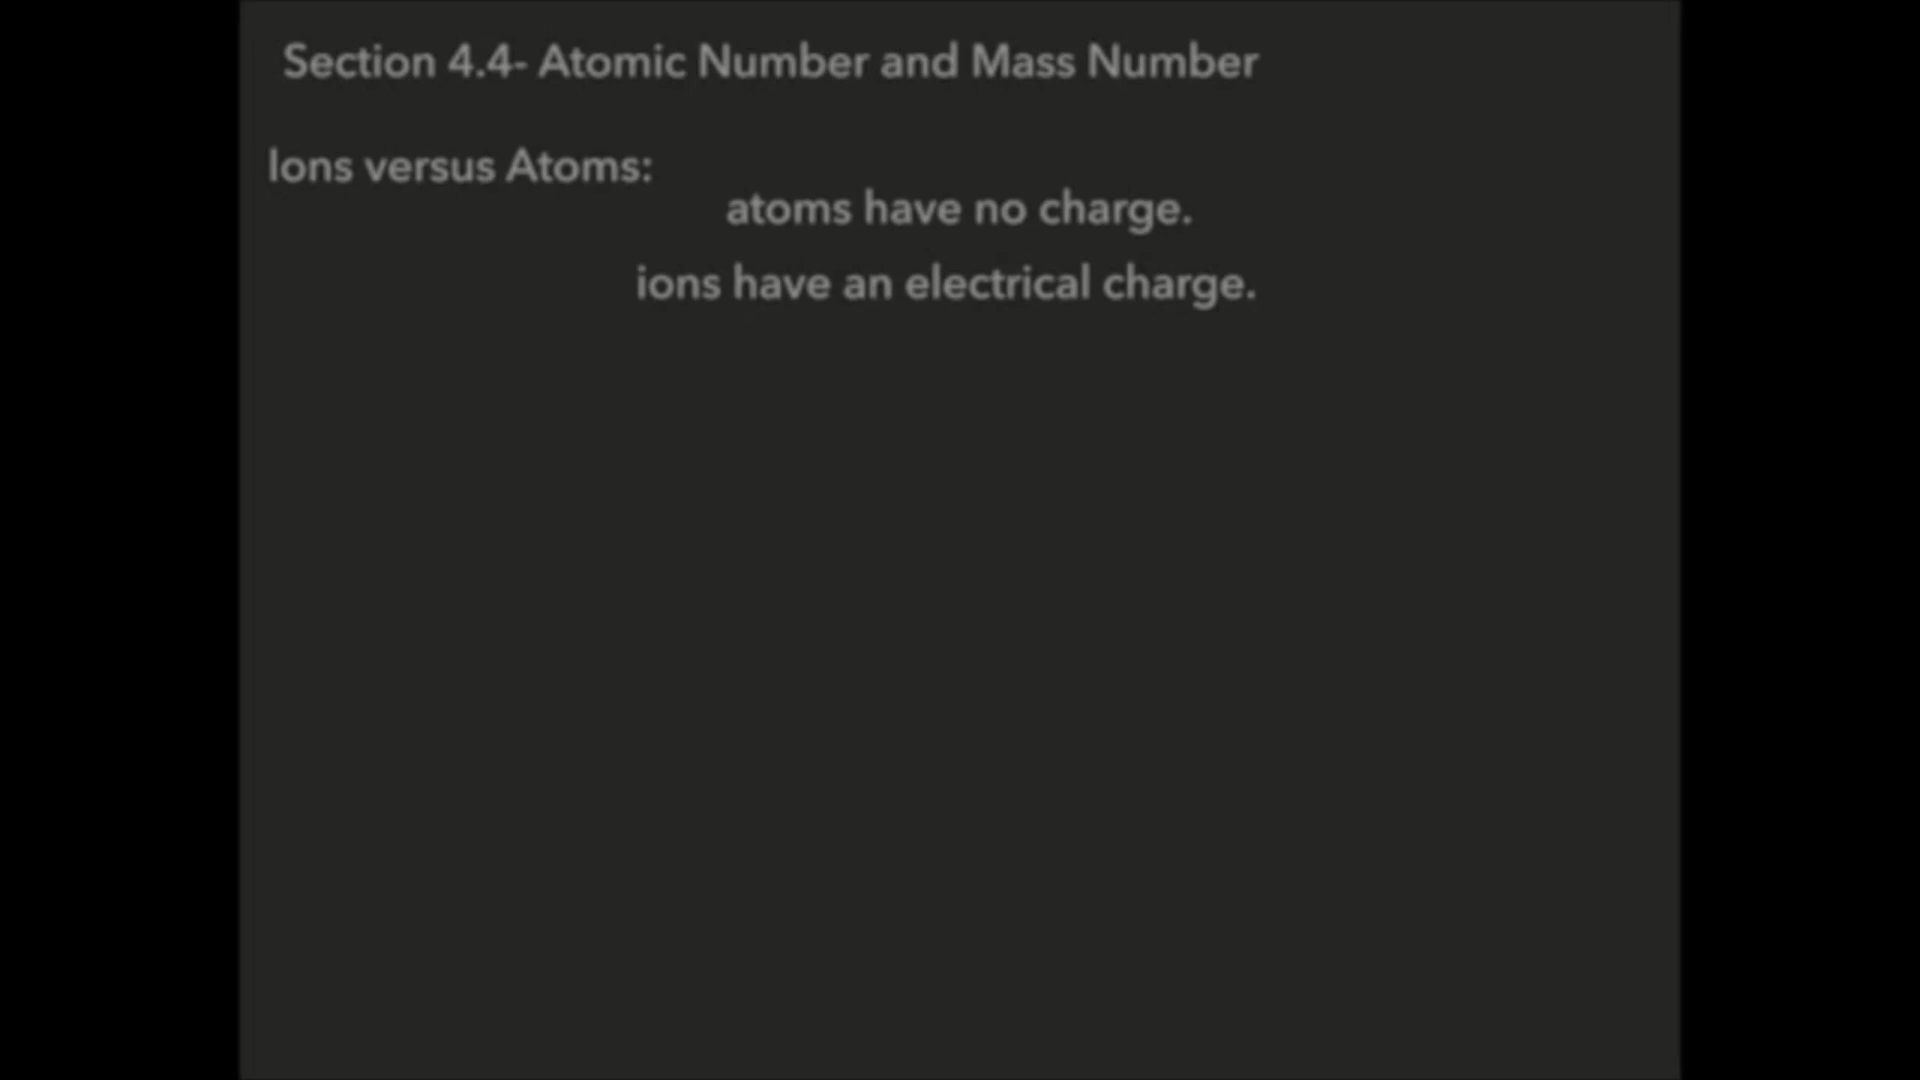 Section 4.4- Atomic Number and Mass Number
Ions versus Atoms:
atoms have no charge.
ions have an electrical charge.